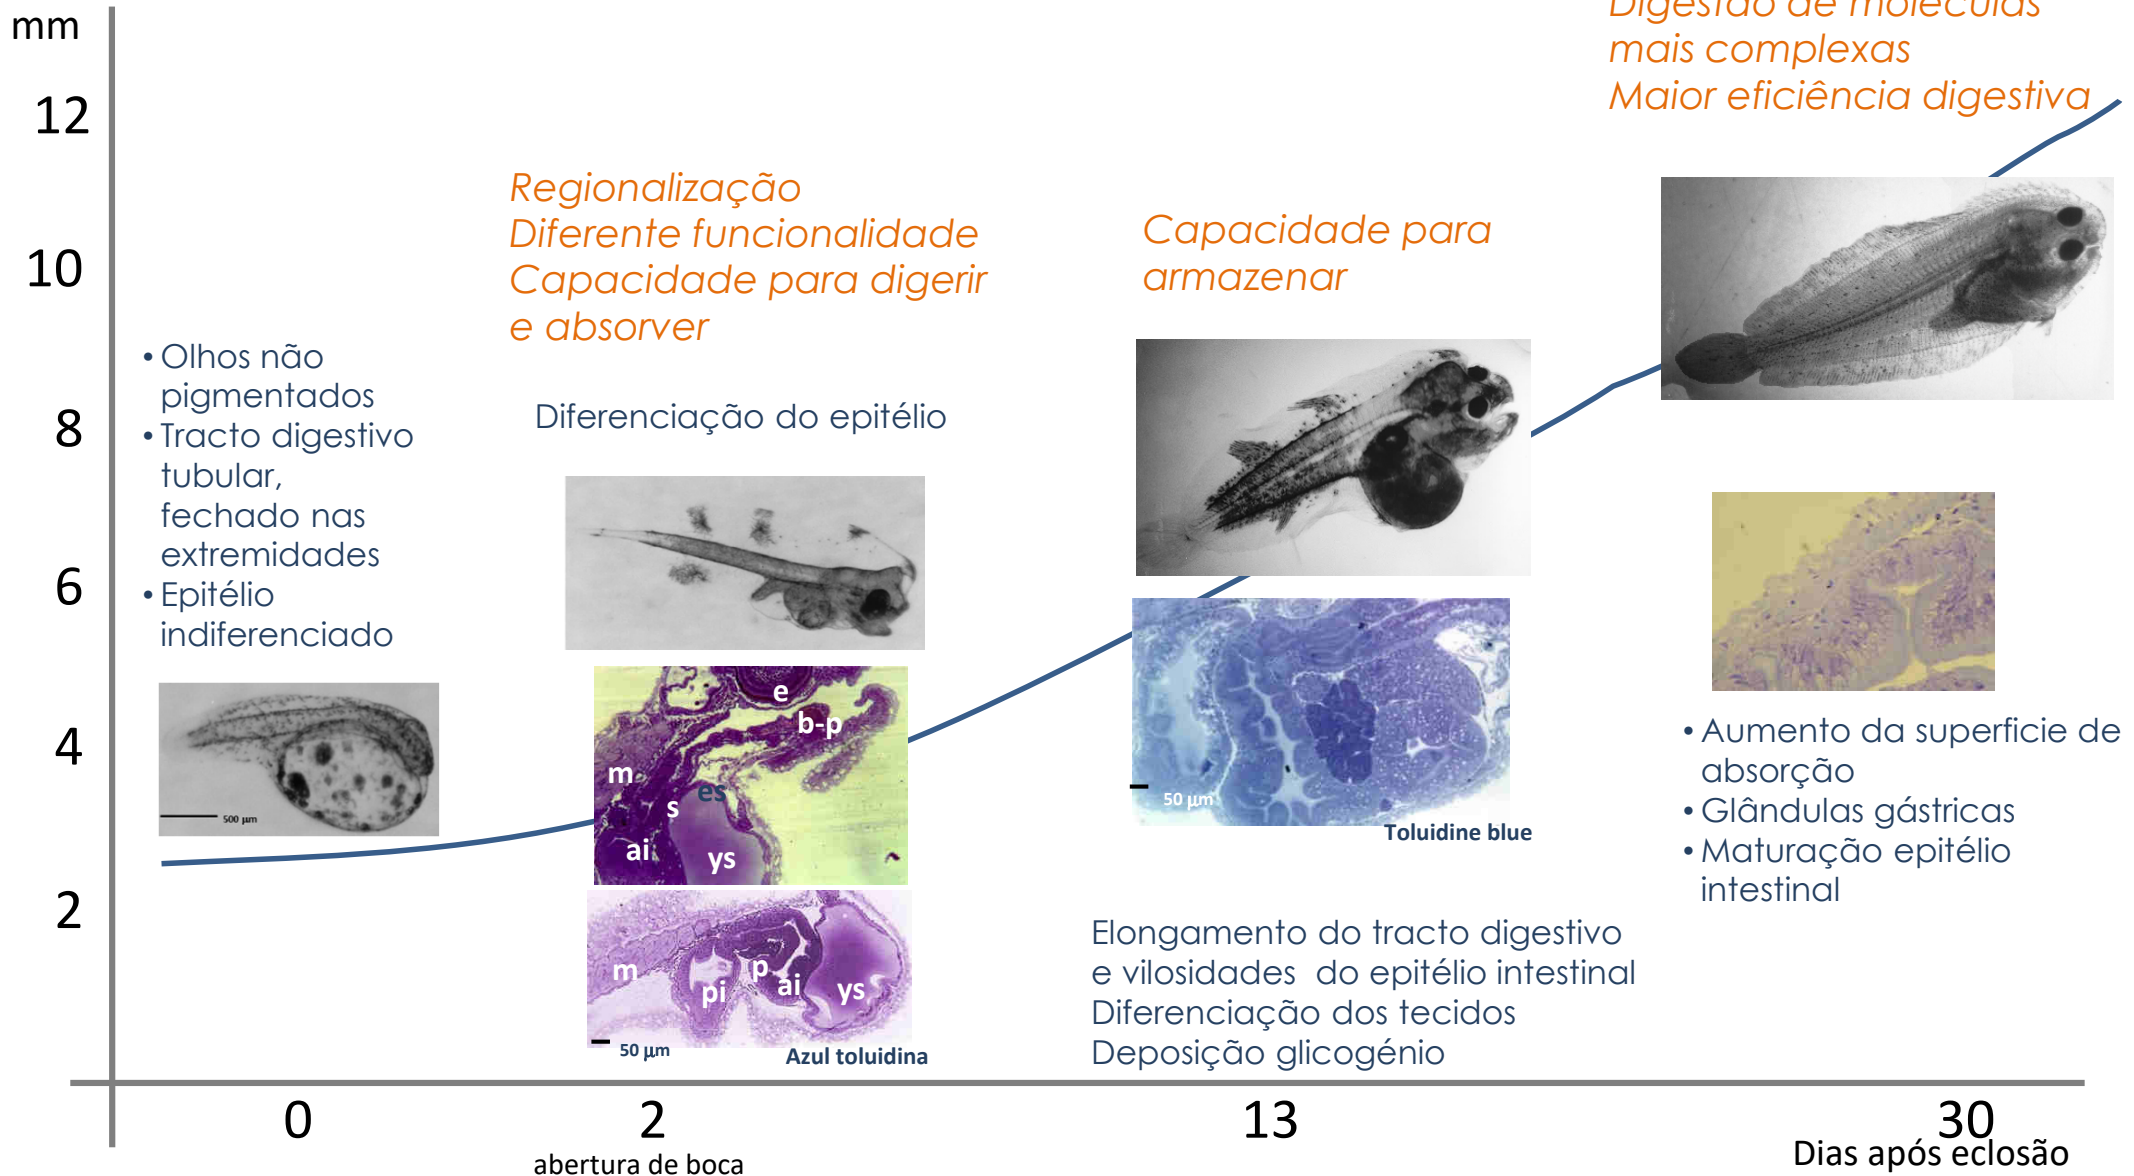 mm
12
10
8
6
4
2
• Olhos não
pigmentados
• Tracto digestivo
tubular,
fechado nas
extremidades
• Epitélio
indiferenciado
500 µm
Regionalização
Diferente funcionalidade
Capacidade para digerir
e absorver
Diferenciação do epitélio
e
b-p
m
es
s
ai
ys
m
p
ai
pi
ys
50 µm
Azul toluidina
Capacidade para
armazenar
50 µm
Toluidine blue
Elongamento do tracto digestivo
e vilosidades do epitélio intestinal
Diferenciação dos tecidos
Deposição glicogénio
Digestão de moléculas
mais complexas
Maior eficiência digestiva
• Aumento da superficie de
absorção
• Glândulas gástricas
• Maturação epitélio
intestinal
0
2
13
30
abertura de boca
Dias após eclosão